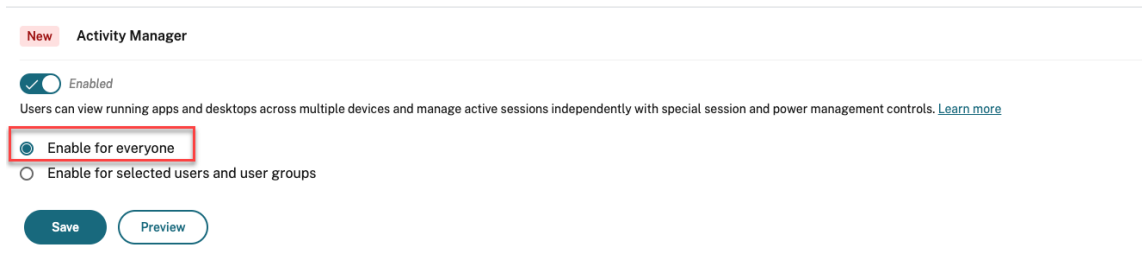 New Activity Manager
Enabled
Users can view running apps and desktops across multiple devices and manage active sessions independently with special session and power management controls. Learn more
Enable for everyone
Enable for selected users and user groups
Save Preview